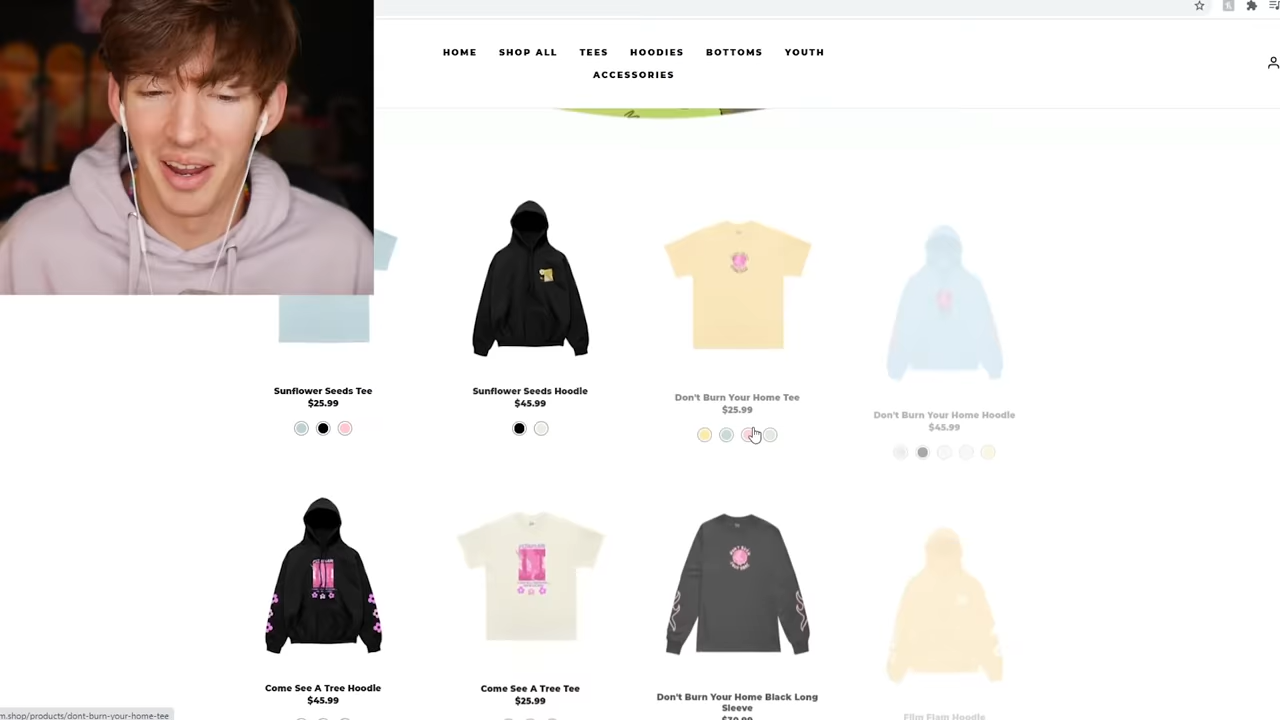 HOME SHOP ALL TEES HOODIES BOTTOMS YOUTH
ACCESSORIES
Sunflower Seeds Tee
$25.99
Sunflower Seeds Hoodie
$45.99
Don't Burn Your Home Tee
$25.99
Don't Burn Your Home Hoodie
$45.99
Come See A Tree Hoodie
$45.99
Come See A Tree Tee
$25.99
Don't Burn Your Home Black Long
Sleeve
$30.99
Film Flam Hoodie
m.shop/products/dont-burn-your-home-tee